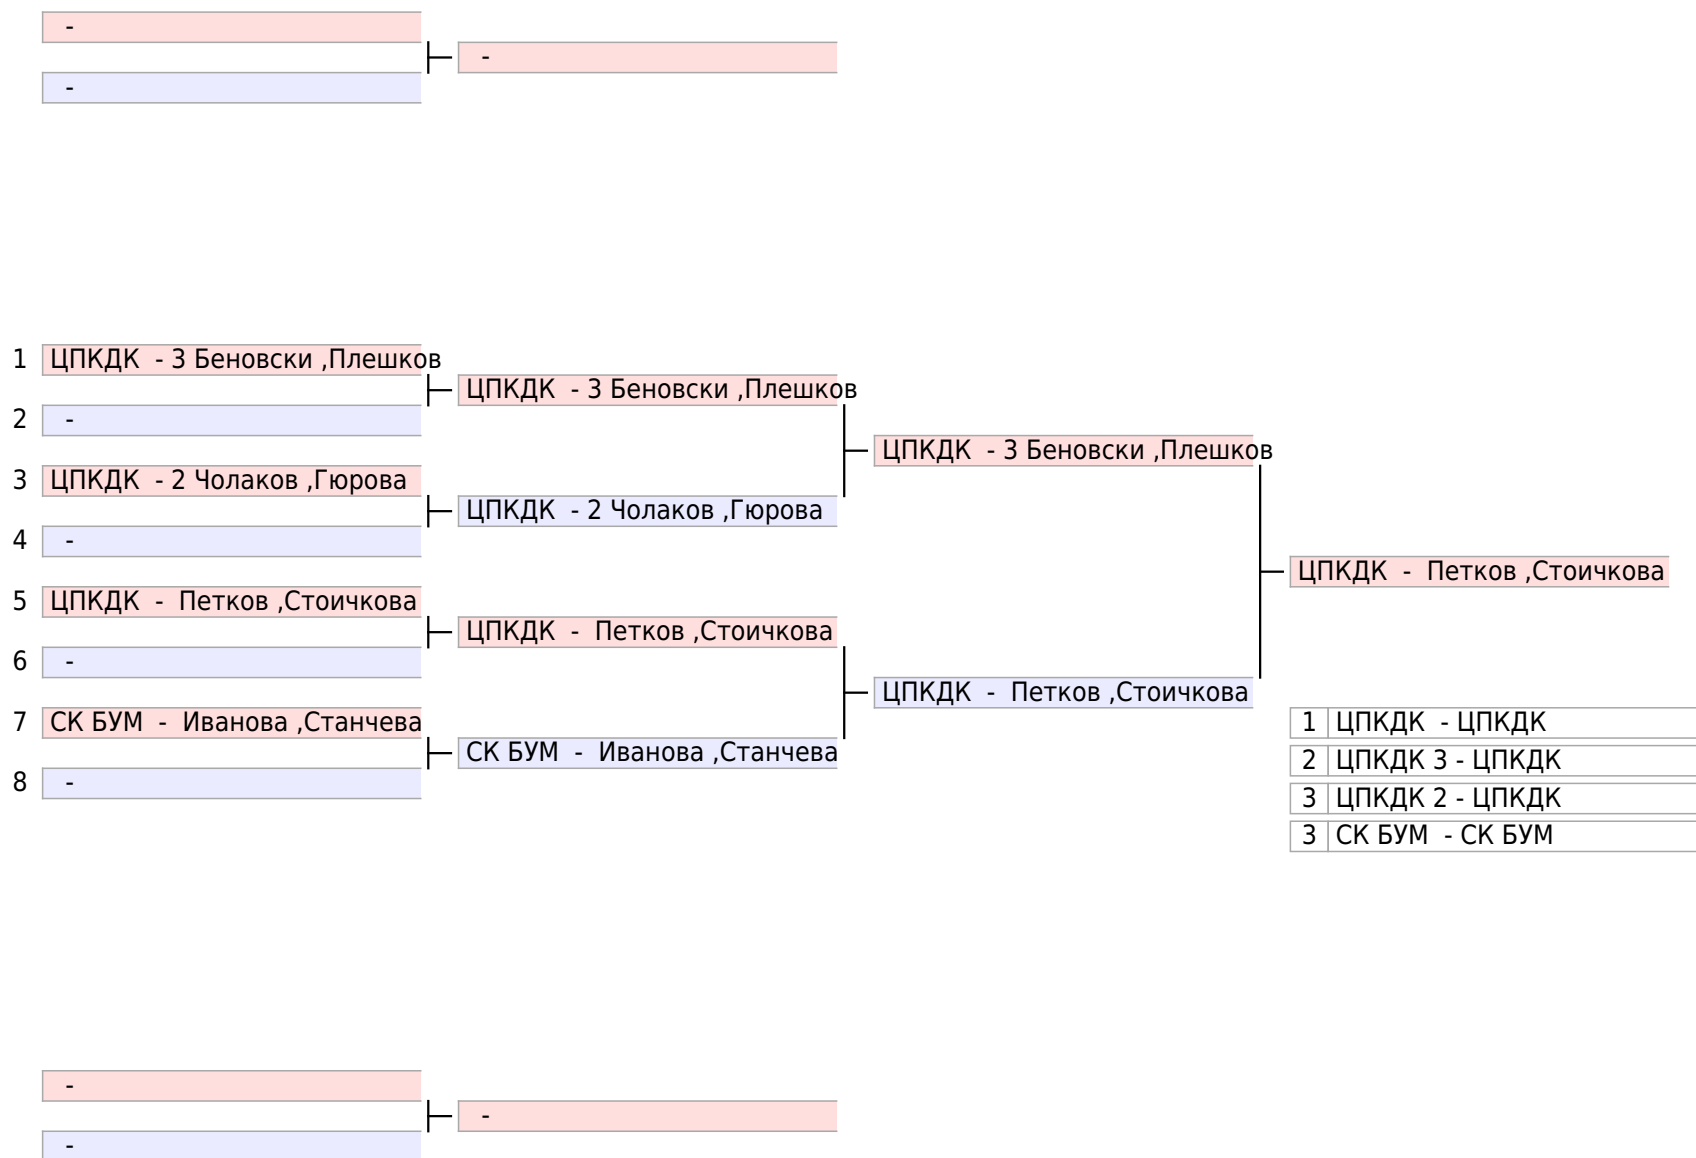 -
-
-
1 ЦПКДК - 3 Беновски ,Плешков
ЦПКДК - 3 Беновски ,Плешков
2 -
ЦПКДК - 3 Беновски ,Плешков
3 ЦПКДК - 2 Чолаков ,Гюрова
ЦПКДК - 2 Чолаков ,Гюрова
4 -
ЦПКДК - Петков ,Стоичкова
5 ЦПКДК - Петков ,Стоичкова
ЦПКДК - Петков ,Стоичкова
6 -
ЦПКДК - Петков ,Стоичкова
7 СК БУМ - Иванова ,Станчева
СК БУМ - Иванова ,Станчева
8 -
1 ЦПКДК - ЦПКДК
2 ЦПКДК 3 - ЦПКДК
3 ЦПКДК 2 - ЦПКДК
3 СК БУМ - СК БУМ
-
-
-